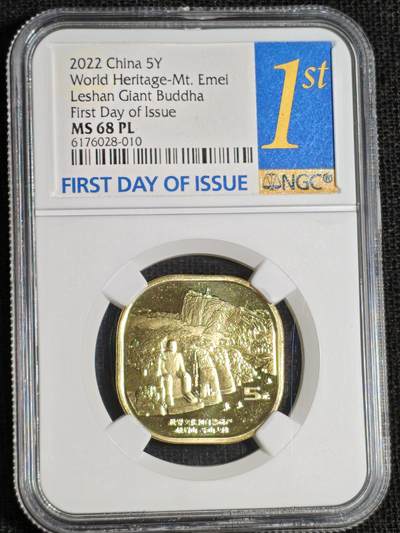 2022 China 5Y
World Heritage-Mt. Emei
Leshan Giant Buddha
First Day of Issue
MS 68 PL
6176028-010
1st
FIRST DAY OF ISSUE
NGC®
5元